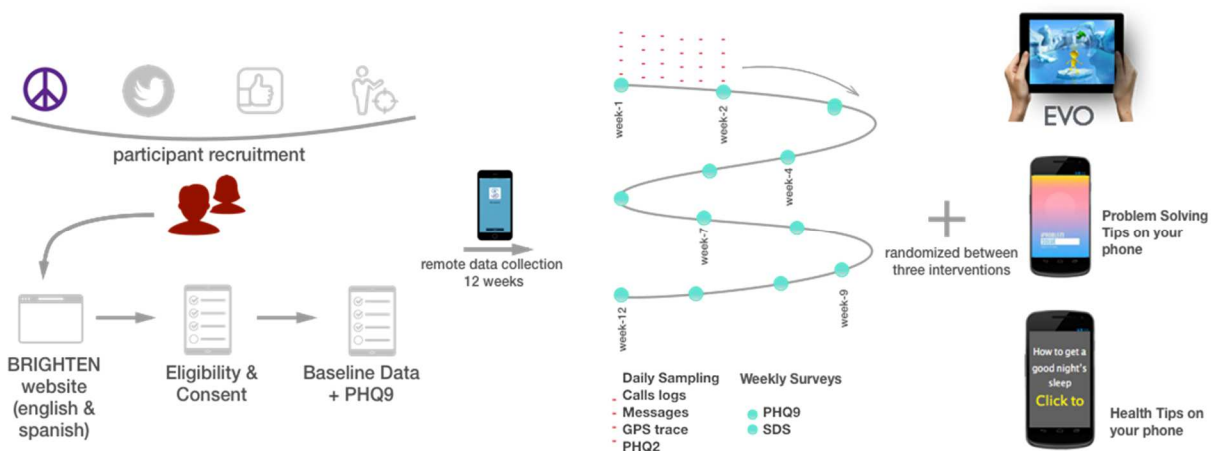 participant recruitment
BRIGHTEN
website
(english &
spanish)
Eligibility &
Consent
Baseline Data
+ PHQ9
remote data collection
12 weeks
week-1
week-2
week-4
week-7
week-9
week-12
Daily Sampling
Calls logs
Messages
GPS trace
PHQ2
Weekly Surveys
PHQ9
SDS
randomized between
three interventions
EVO
Problem Solving
Tips on your
phone
How to get a
good night's
sleep
Click to
Health Tips on
your phone